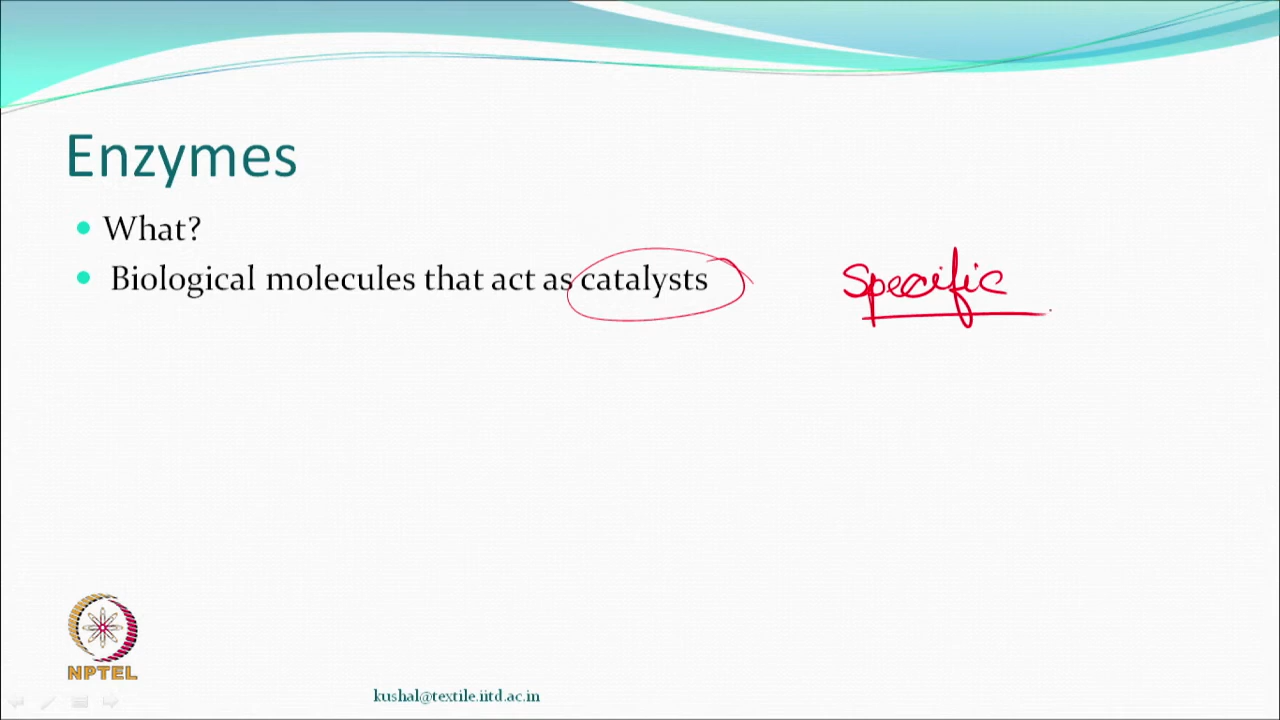 Enzymes
What?
Biological molecules that act as catalysts
Specific
NPTEL
kushal@textile.iitd.ac.in